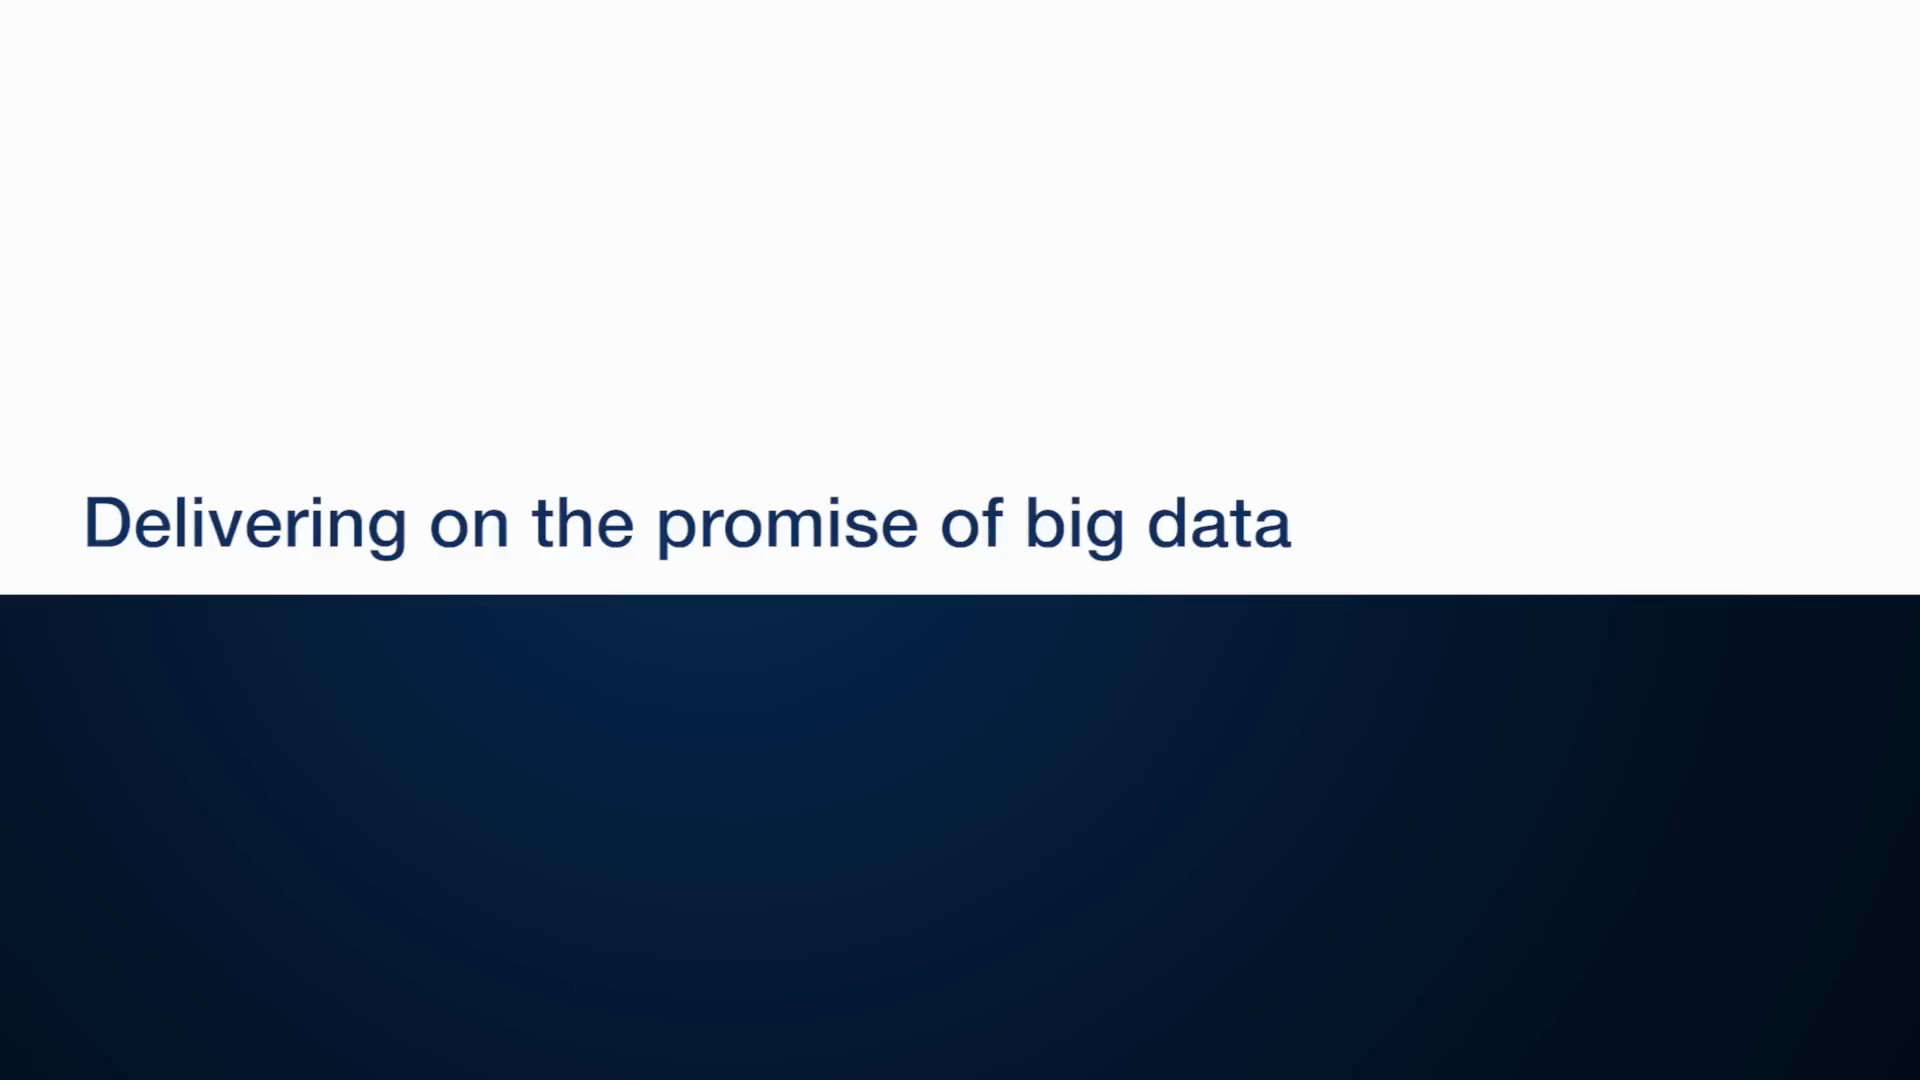 Delivering on the promise of big data